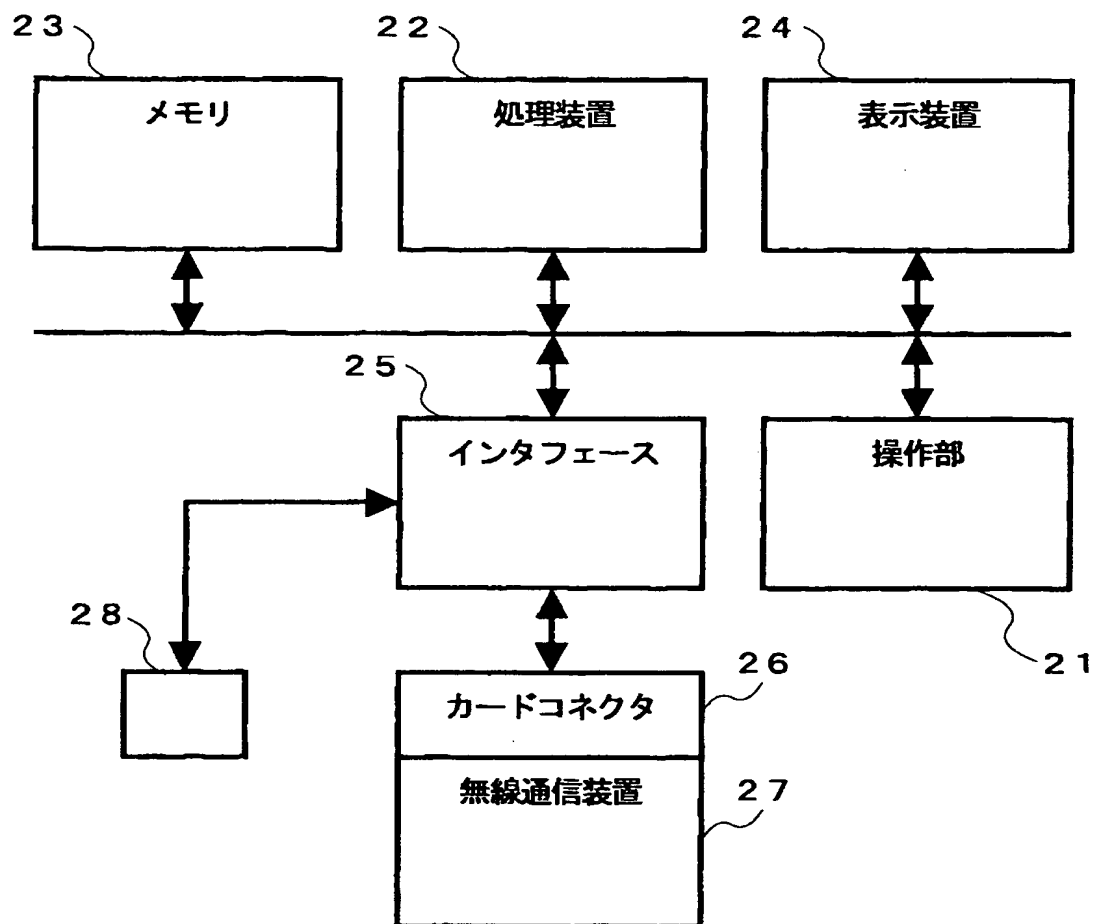 ２３
２２
２４
メモリ
処理装置
表示装置
２５
インタフェース
操作部
２８
２１
２６
カードコネクタ
２７
無線通信装置